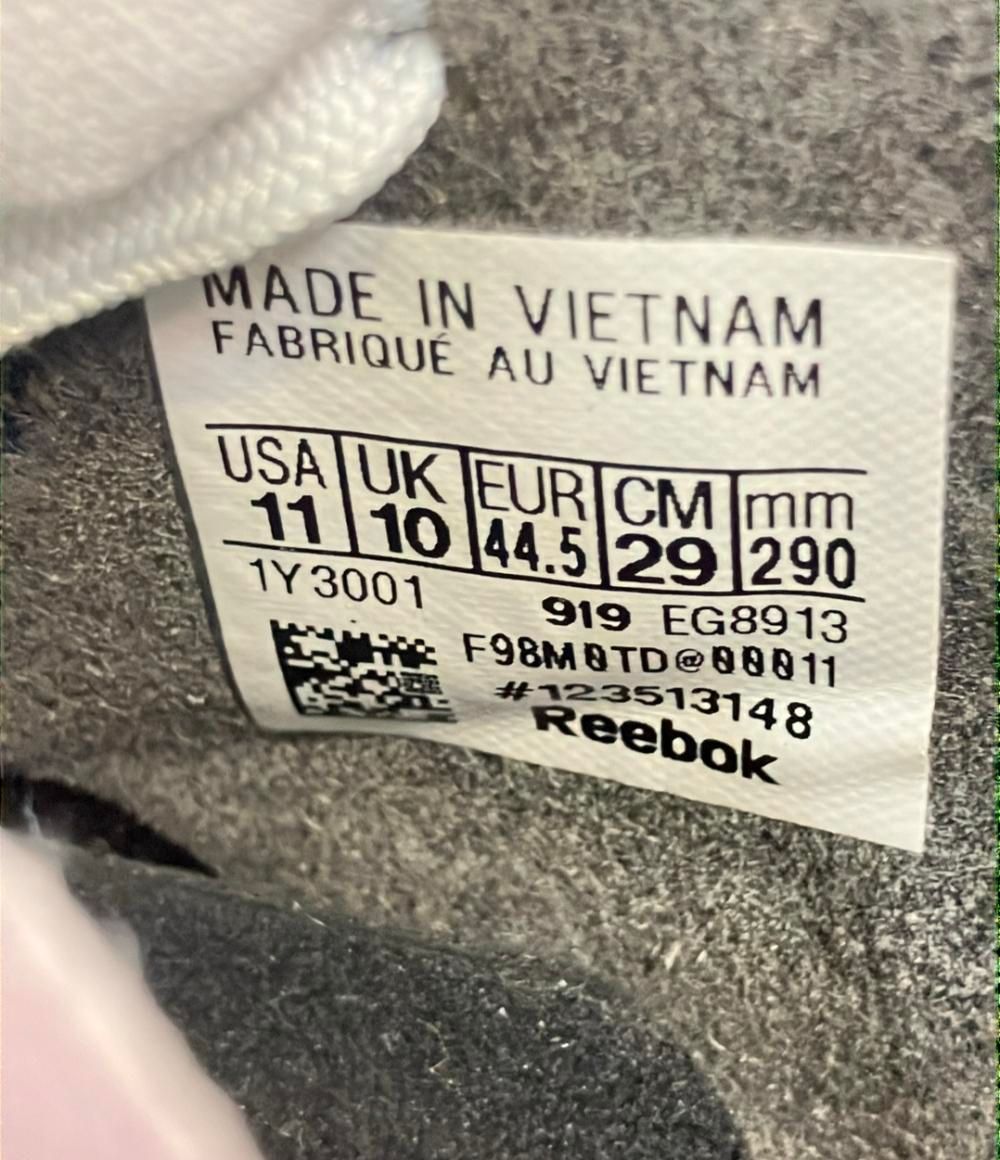 MADE IN VIETNAM
FABRIQUÉ AU VIETNAM
USA UK EUR CM mm
11 10 44.5 29 290
1Y3001
919 EG8913
F98M0TD@00011
#123513148
Reebok